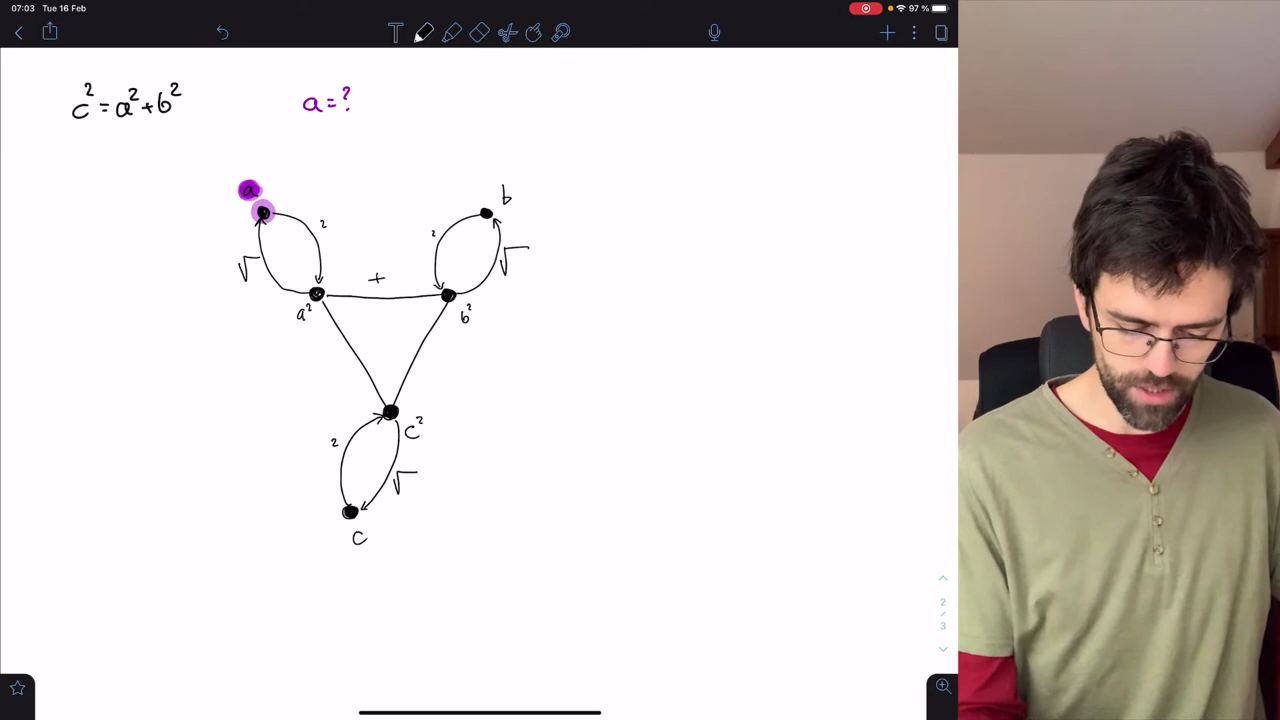 07:03 Tue 16 Feb
97 %
T
c² = a² + b²
a = ?
a
b
2
2
√
√
+
a²
b²
c²
2
√
c
2
/
3